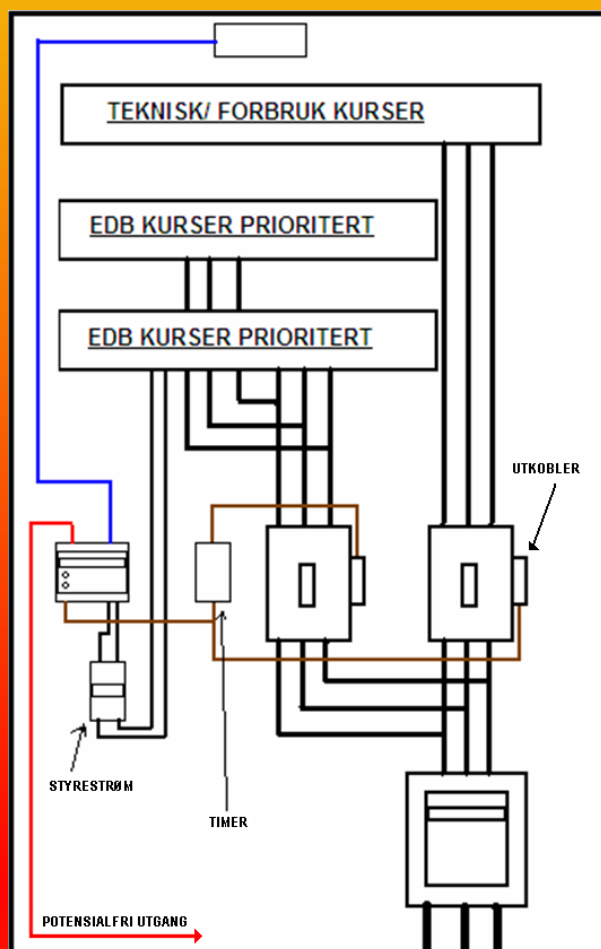 TEKNISK/ FORBRUK KURSER
EDB KURSER PRIORITERT
EDB KURSER PRIORITERT
UTKOBLER
STYRESTRØM
TIMER
POTENSIALFRI UTGANG